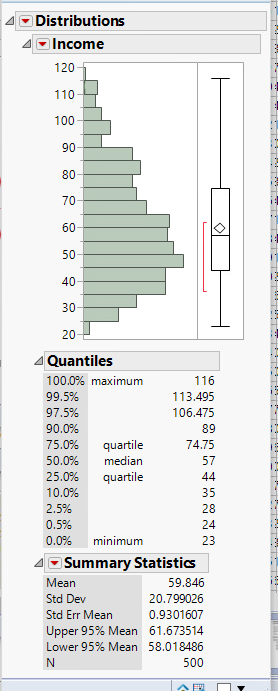 Distributions
Income
120
110
100
90
80
70
60
50
40
30
20
Quantiles
100.0% maximum 116
99.5% 113.495
97.5% 106.475
90.0% 89
75.0% quartile 74.75
50.0% median 57
25.0% quartile 44
10.0% 35
2.5% 28
0.5% 24
0.0% minimum 23
Summary Statistics
Mean 59.846
Std Dev 20.799026
Std Err Mean 0.9301607
Upper 95% Mean 61.673514
Lower 95% Mean 58.018486
N 500